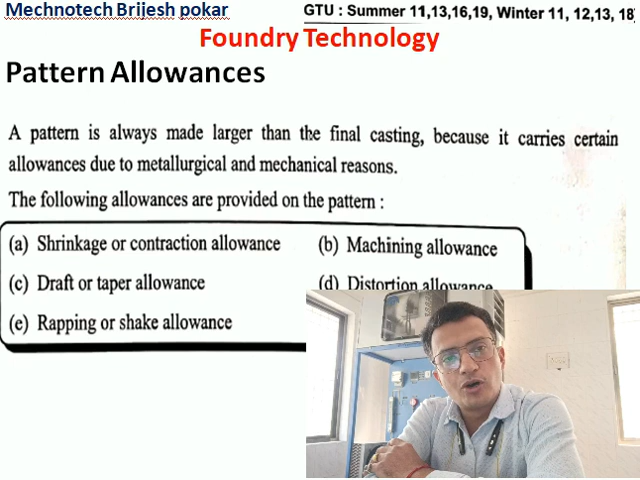 Mechnotech Brijesh pokar
GTU : Summer 11,13,16,19, Winter 11, 12,13, 18
Foundry Technology
Pattern Allowances
A pattern is always made larger than the final casting, because it carries certain
allowances due to metallurgical and mechanical reasons.
The following allowances are provided on the pattern :
(a) Shrinkage or contraction allowance (b) Machining allowance
(c) Draft or taper allowance (d) Distortion allowance
(e) Rapping or shake allowance